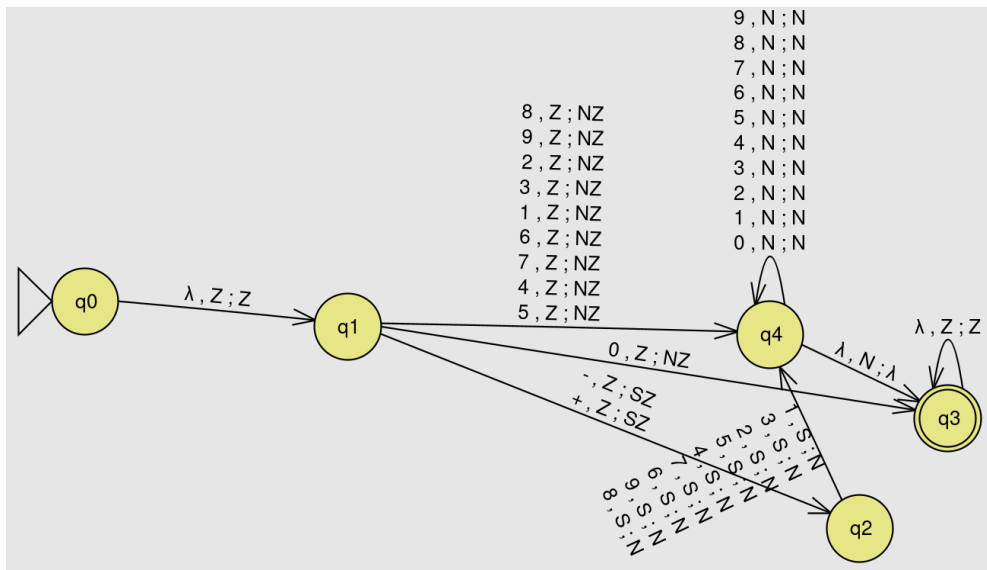 9 , N ; N
8 , N ; N
7 , N ; N
6 , N ; N
5 , N ; N
4 , N ; N
3 , N ; N
2 , N ; N
1 , N ; N
0 , N ; N
8 , Z ; NZ
9 , Z ; NZ
2 , Z ; NZ
3 , Z ; NZ
1 , Z ; NZ
6 , Z ; NZ
7 , Z ; NZ
4 , Z ; NZ
5 , Z ; NZ
q0
λ , Z ; Z
q1
q4
λ , Z ; Z
0 , Z ; NZ
λ , N ; λ
q3
- , Z ; SZ
+ , Z ; SZ
1 , S ; N
3 , S ; N
2 , S ; N
5 , S ; N
4 , S ; N
7 , S ; N
6 , S ; N
9 , S ; N
8 , S ; N
q2